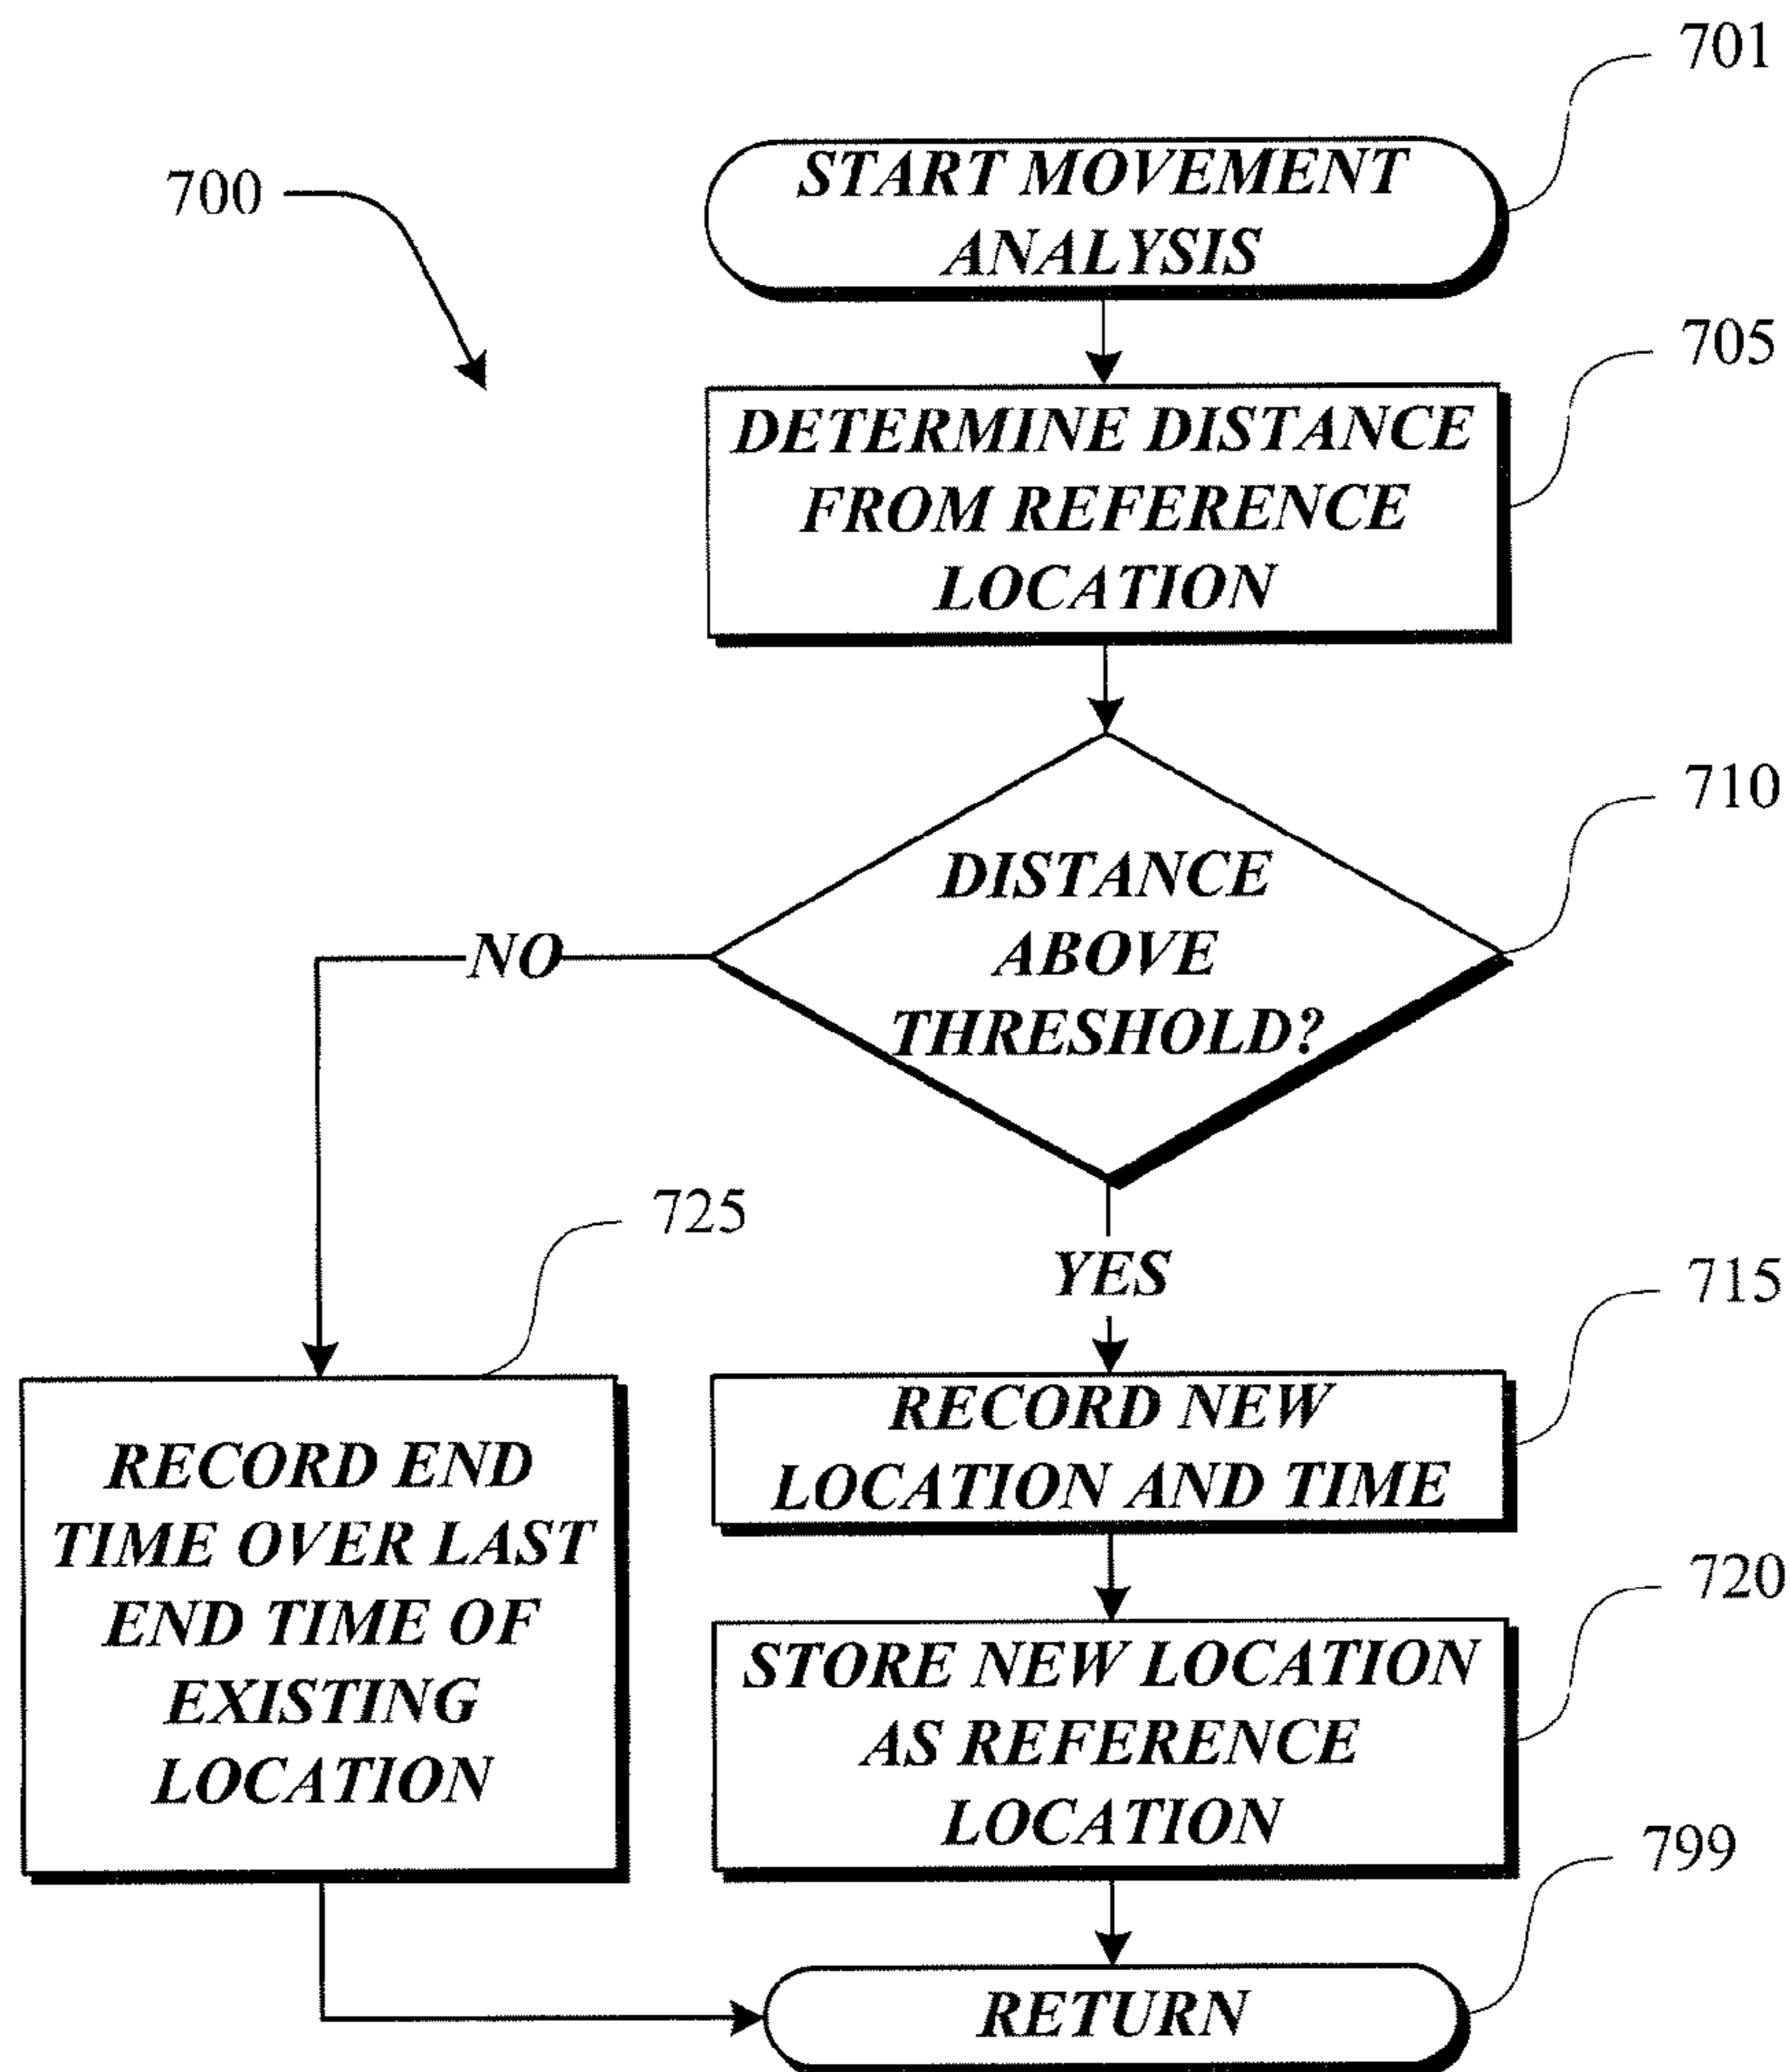 701
700
START MOVEMENT
ANALYSIS
705
DETERMINE DISTANCE
FROM REFERENCE
LOCATION
710
DISTANCE
ABOVE
THRESHOLD?
NO
YES
725
715
RECORD NEW
LOCATION AND TIME
RECORD END
TIME OVER LAST
END TIME OF
EXISTING
LOCATION
720
STORE NEW LOCATION
AS REFERENCE
LOCATION
799
RETURN